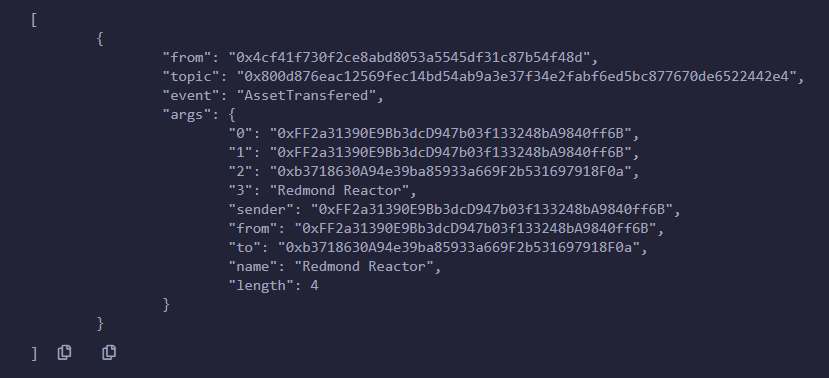 [
{
"from": "0x4cf41f730f2ce8abd8053a5545df31c87b54f48d",
"topic": "0x800d876eac12569fec14bd54ab9a3e37f34e2fabf6ed5bc877670de6522442e4",
"event": "AssetTransfered",
"args": {
"0": "0xFF2a31390E9Bb3dcD947b03f133248bA9840ff6B",
"1": "0xFF2a31390E9Bb3dcD947b03f133248bA9840ff6B",
"2": "0xb3718630A94e39ba85933a669F2b531697918F0a",
"3": "Redmond Reactor",
"sender": "0xFF2a31390E9Bb3dcD947b03f133248bA9840ff6B",
"from": "0xFF2a31390E9Bb3dcD947b03f133248bA9840ff6B",
"to": "0xb3718630A94e39ba85933a669F2b531697918F0a",
"name": "Redmond Reactor",
"length": 4
}
}
]